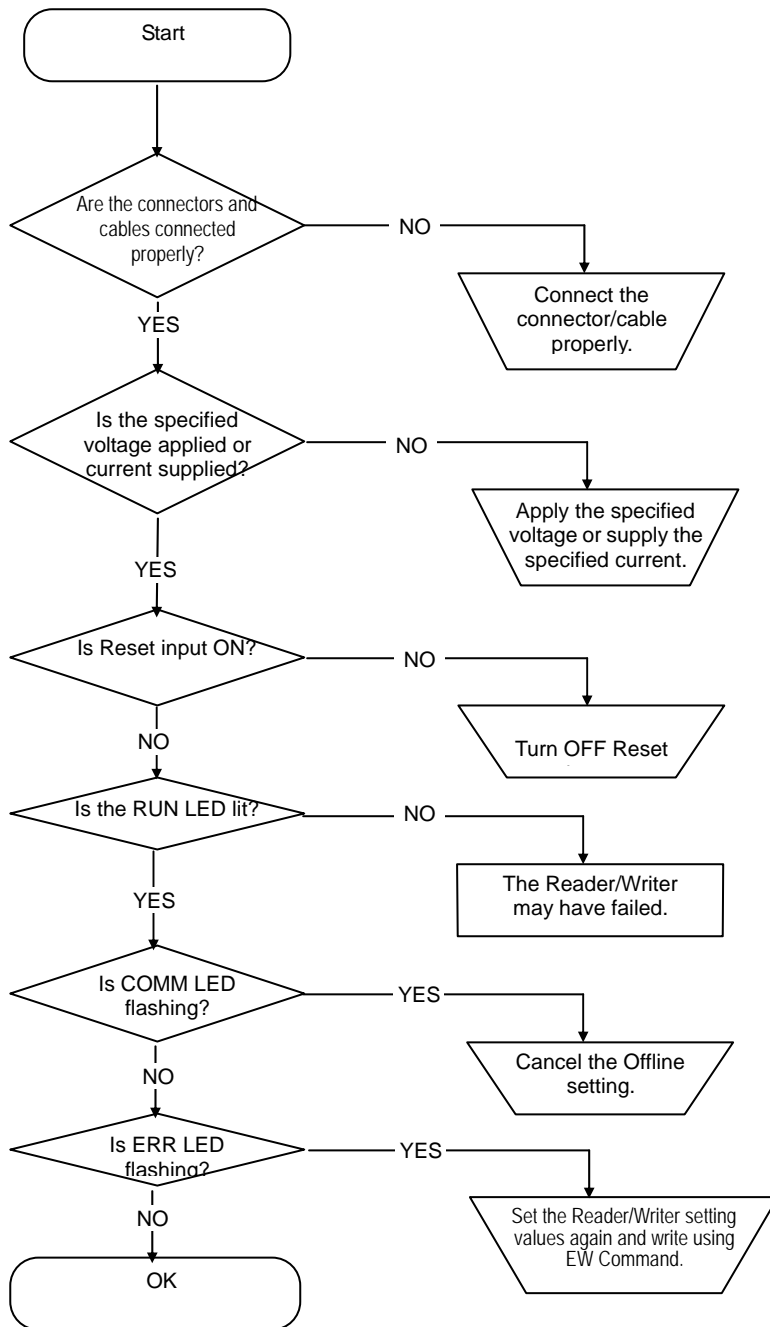 Start
Are the connectors and
cables connected
properly?
NO
Connect the
connector/cable
properly.
YES
Is the specified
voltage applied or
current supplied?
NO
Apply the specified
voltage or supply the
specified current.
YES
Is Reset input ON?
NO
Turn OFF Reset
NO
Is the RUN LED lit?
NO
The Reader/Writer
may have failed.
YES
Is COMM LED
flashing?
YES
Cancel the Offline
setting.
NO
Is ERR LED
flashing?
YES
Set the Reader/Writer setting
values again and write using
EW Command.
NO
OK